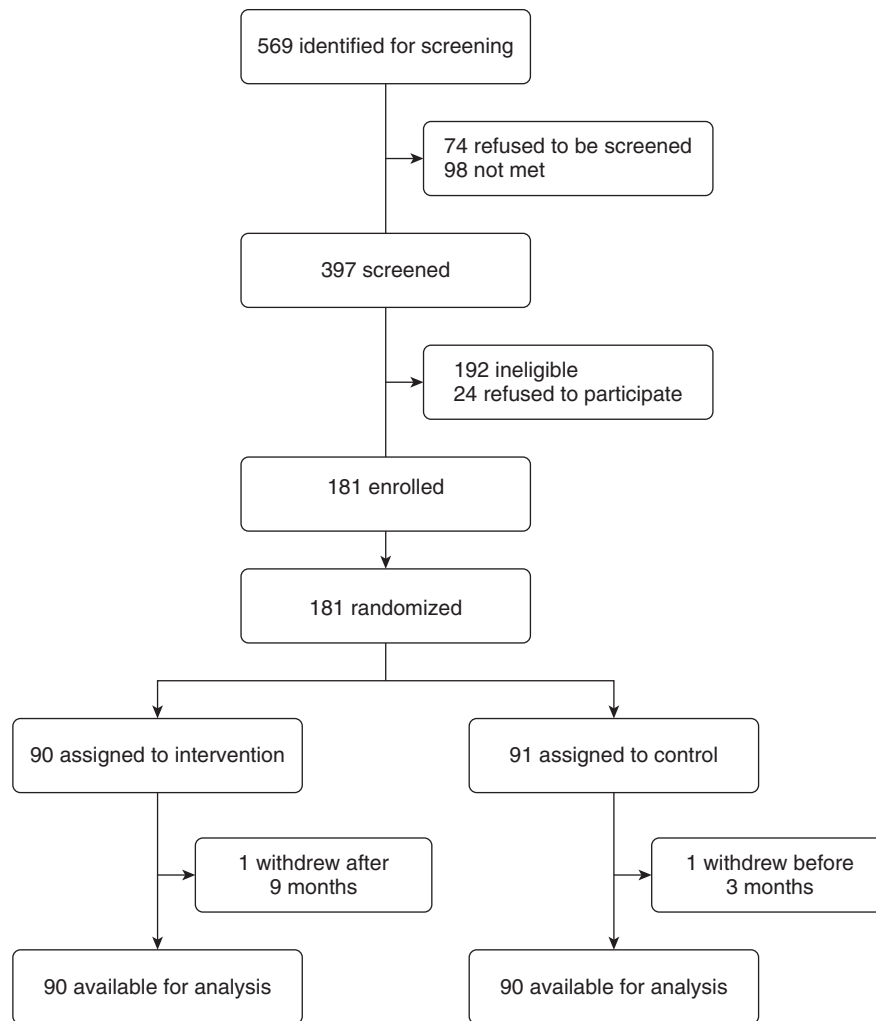 569 identified for screening
74 refused to be screened
98 not met
397 screened
192 ineligible
24 refused to participate
181 enrolled
181 randomized
90 assigned to intervention
91 assigned to control
1 withdrew after
9 months
1 withdrew before
3 months
90 available for analysis
90 available for analysis